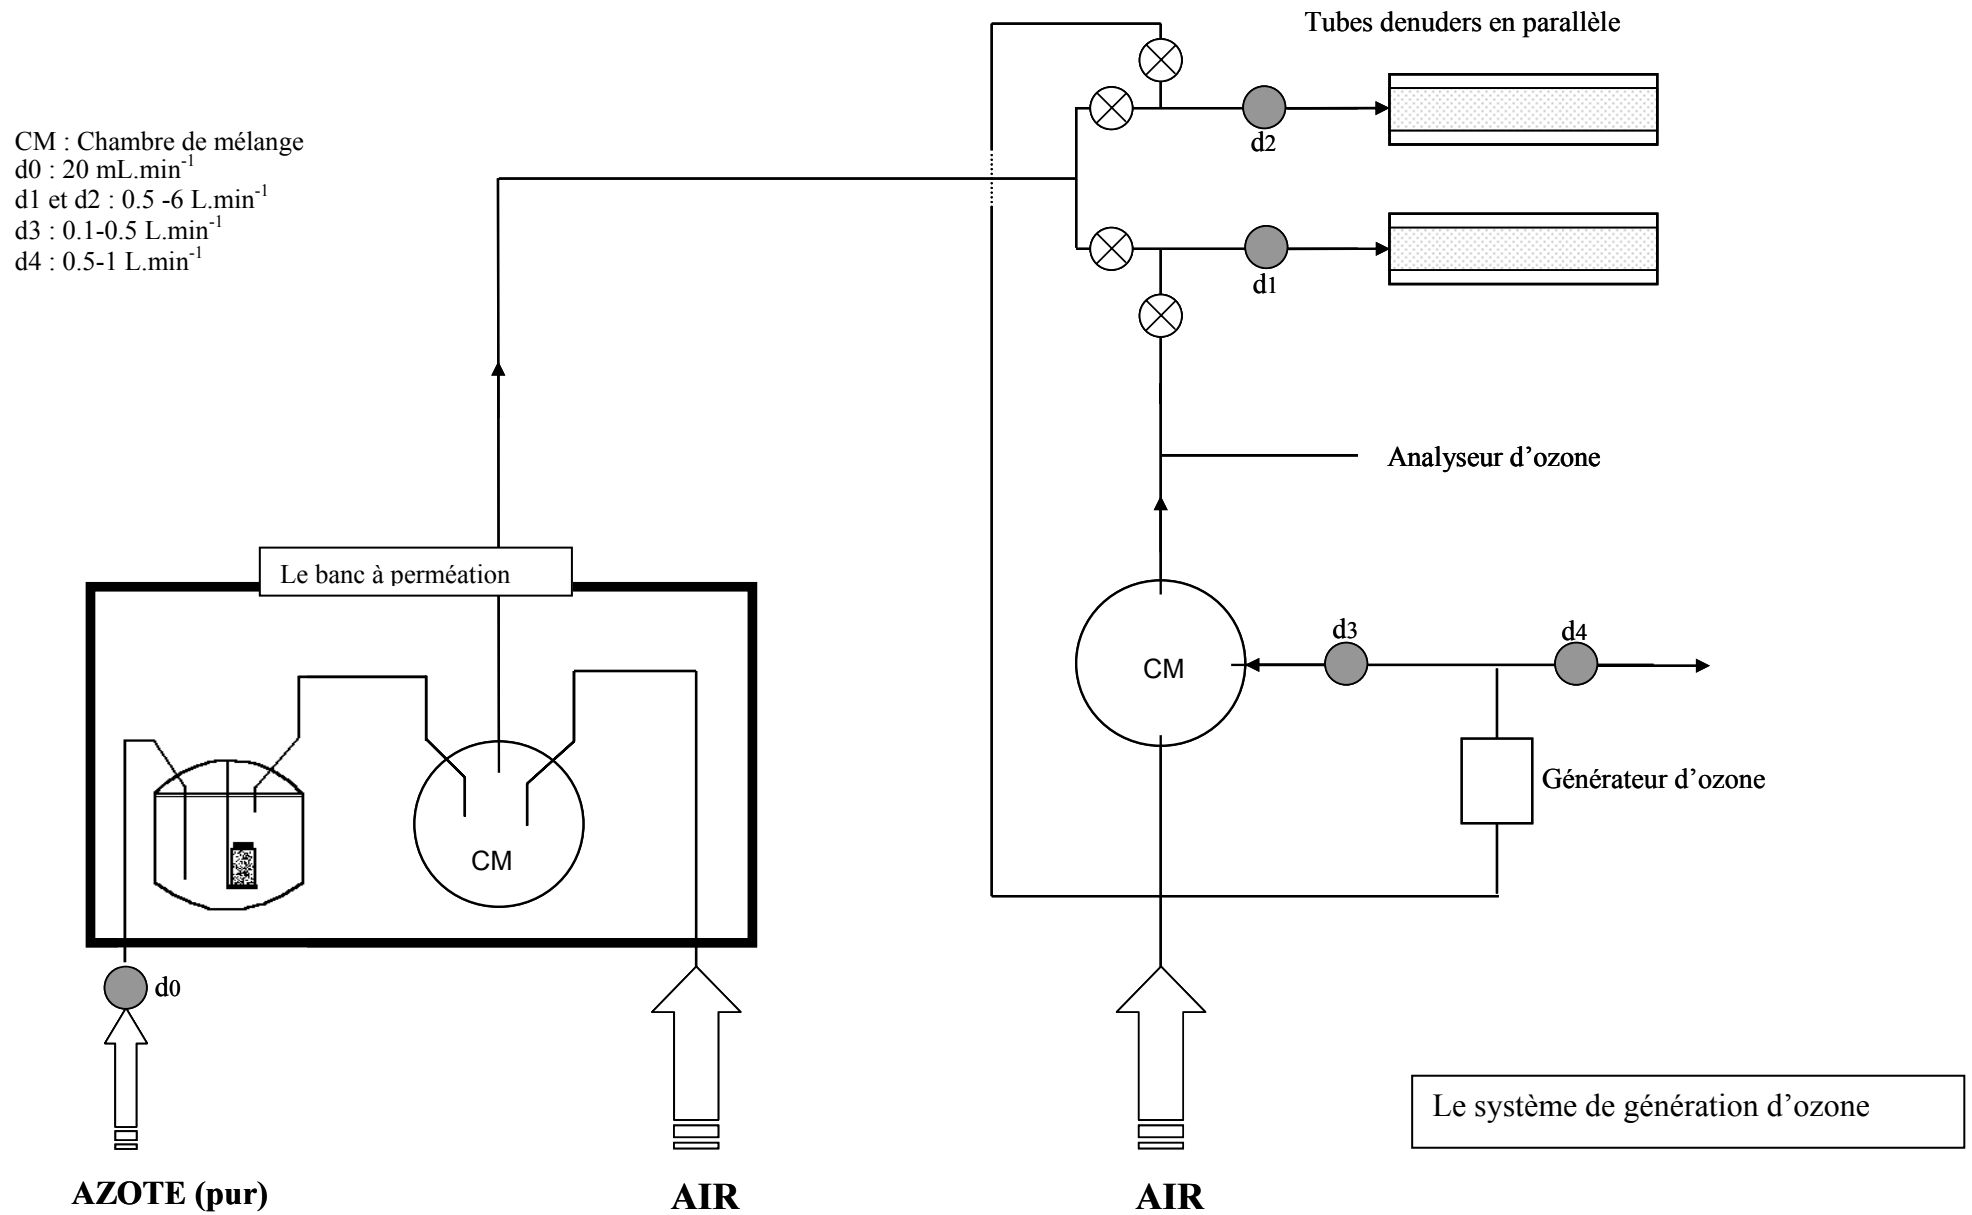 Tubes denuders en parallèle
CM : Chambre de mélange
d0 : 20 mL.min-1
d1 et d2 : 0.5 -6 L.min-1
d3 : 0.1-0.5 L.min-1
d4 : 0.5-1 L.min-1
d2
d1
Analyseur d’ozone
Le banc à perméation
d3
d4
CM
Générateur d’ozone
CM
d0
Le système de génération d’ozone
AZOTE (pur)
AIR
AIR